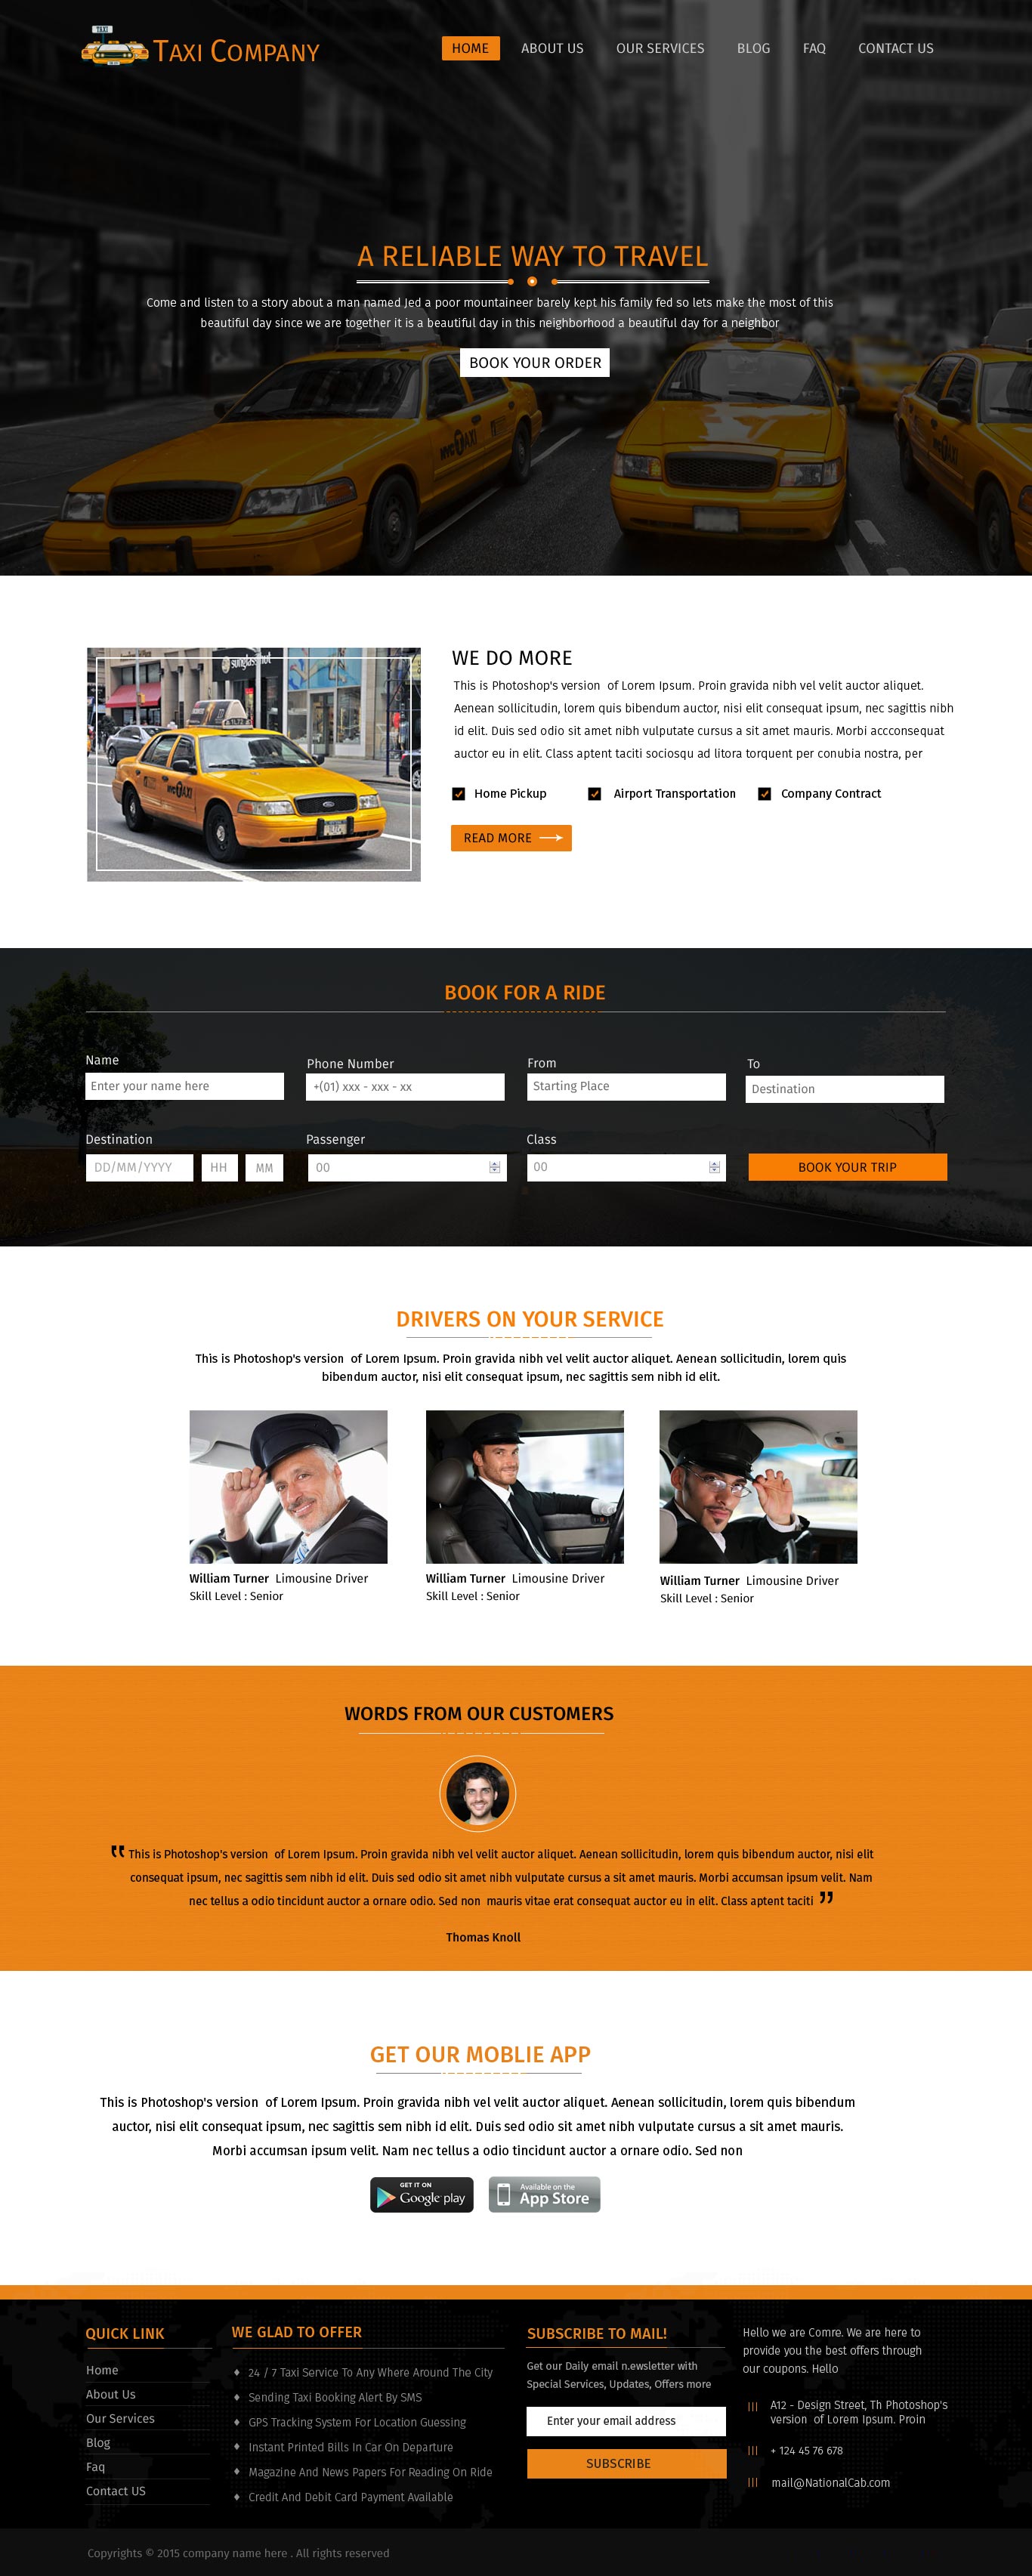 TAXI COMPANY
HOME ABOUT US OUR SERVICES BLOG FAQ CONTACT US
A RELIABLE WAY TO TRAVEL
Come and listen to a story about a man named Jed a poor mountaineer barely kept his family fed so lets make the most of this
beautiful day since we are together it is a beautiful day in this neighborhood a beautiful day for a neighbor
BOOK YOUR ORDER
NYC TAXI
NYC TAXI
sunglass hut
NYC TAXI
WE DO MORE
This is Photoshop's version of Lorem Ipsum. Proin gravida nibh vel velit auctor aliquet.
Aenean sollicitudin, lorem quis bibendum auctor, nisi elit consequat ipsum, nec sagittis nibh
id elit. Duis sed odio sit amet nibh vulputate cursus a sit amet mauris. Morbi accconsequat
auctor eu in elit. Class aptent taciti sociosqu ad litora torquent per conubia nostra, per
Home Pickup Airport Transportation Company Contract
READ MORE
BOOK FOR A RIDE
Name Phone Number From To
Enter your name here +(01) xxx - xxx - xx Starting Place Destination
Destination Passenger Class
DD/MM/YYYY HH MM 00 00 BOOK YOUR TRIP
DRIVERS ON YOUR SERVICE
This is Photoshop's version of Lorem Ipsum. Proin gravida nibh vel velit auctor aliquet. Aenean sollicitudin, lorem quis
bibendum auctor, nisi elit consequat ipsum, nec sagittis sem nibh id elit.
William Turner Limousine Driver
Skill Level : Senior
William Turner Limousine Driver
Skill Level : Senior
William Turner Limousine Driver
Skill Level : Senior
WORDS FROM OUR CUSTOMERS
" This is Photoshop's version of Lorem Ipsum. Proin gravida nibh vel velit auctor aliquet. Aenean sollicitudin, lorem quis bibendum auctor, nisi elit
consequat ipsum, nec sagittis sem nibh id elit. Duis sed odio sit amet nibh vulputate cursus a sit amet mauris. Morbi accumsan ipsum velit. Nam
nec tellus a odio tincidunt auctor a ornare odio. Sed non mauris vitae erat consequat auctor eu in elit. Class aptent taciti "
Thomas Knoll
GET OUR MOBLIE APP
This is Photoshop's version of Lorem Ipsum. Proin gravida nibh vel velit auctor aliquet. Aenean sollicitudin, lorem quis bibendum
auctor, nisi elit consequat ipsum, nec sagittis sem nibh id elit. Duis sed odio sit amet nibh vulputate cursus a sit amet mauris.
Morbi accumsan ipsum velit. Nam nec tellus a odio tincidunt auctor a ornare odio. Sed non
GET IT ON
Google play
Available on the
App Store
QUICK LINK
Home
About Us
Our Services
Blog
Faq
Contact US
WE GLAD TO OFFER
♦ 24 / 7 Taxi Service To Any Where Around The City
♦ Sending Taxi Booking Alert By SMS
♦ GPS Tracking System For Location Guessing
♦ Instant Printed Bills In Car On Departure
♦ Magazine And News Papers For Reading On Ride
♦ Credit And Debit Card Payment Available
SUBSCRIBE TO MAIL!
Get our Daily email n.ewsletter with
Special Services, Updates, Offers more
Enter your email address
SUBSCRIBE
Hello we are Comre. We are here to
provide you the best offers through
our coupons. Hello
A12 - Design Street, Th Photoshop's
version of Lorem Ipsum. Proin
+ 124 45 76 678
mail@NationalCab.com
Copyrights © 2015 company name here . All rights reserved